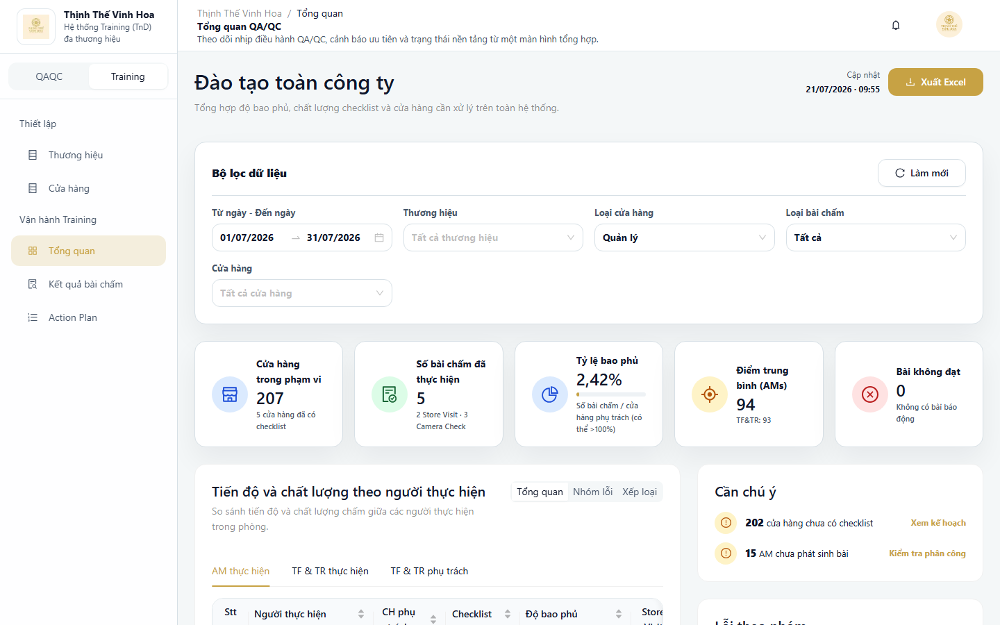 Thịnh Thế Vinh Hoa
Hệ thống Training (TnD)
đa thương hiệu
QAQC
Training
Thiết lập
Thương hiệu
Cửa hàng
Vận hành Training
Tổng quan
Kết quả bài chấm
Action Plan
Thịnh Thế Vinh Hoa / Tổng quan
Tổng quan QA/QC
Theo dõi nhịp điều hành QA/QC, cảnh báo ưu tiên và trạng thái nền tảng từ một màn hình tổng hợp.
Đào tạo toàn công ty
Tổng hợp độ bao phủ, chất lượng checklist và cửa hàng cần xử lý trên toàn hệ thống.
Cập nhật
21/07/2026 · 09:55
Xuất Excel
Bộ lọc dữ liệu
Làm mới
Từ ngày - Đến ngày
01/07/2026 → 31/07/2026
Thương hiệu
Tất cả thương hiệu
Loại cửa hàng
Quản lý
Loại bài chấm
Tất cả
Cửa hàng
Tất cả cửa hàng
Cửa hàng
trong phạm vi
207
5 cửa hàng đã có
checklist
Số bài chấm đã
thực hiện
5
2 Store Visit · 3
Camera Check
Tỷ lệ bao phủ
2,42%
Số bài chấm / cửa
hàng phụ trách (có
thể >100%)
Điểm trung
bình (AMs)
94
TF&TR: 93
Bài không đạt
0
Không có bài báo
động
Tiến độ và chất lượng theo người thực hiện
So sánh tiến độ và chất lượng chấm giữa các người thực hiện
trong phòng.
Tổng quan Nhóm lỗi Xếp loại
AM thực hiện TF & TR thực hiện TF & TR phụ trách
Stt Người thực hiện CH phụ Checklist Độ bao phủ Store
Cần chú ý
202 cửa hàng chưa có checklist Xem kế hoạch
15 AM chưa phát sinh bài Kiểm tra phân công